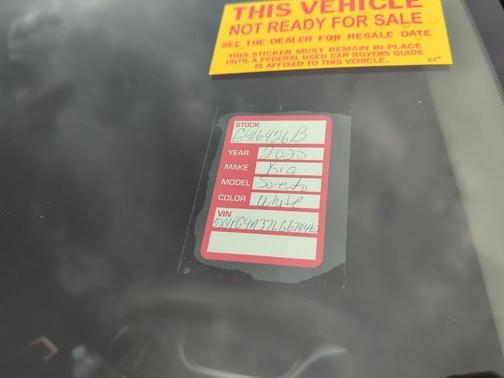 THIS VEHICLE
NOT READY FOR SALE
SEE THE DEALER FOR RESALE DATE
THIS STICKER MUST REMAIN IN PLACE
UNTIL A FEDERAL USED CAR BUYERS GUIDE
IS AFFIXED TO THIS VEHICLE.
STOCK
G416426B
YEAR 2020
MAKE Kia
MODEL Sorento
COLOR White
VIN